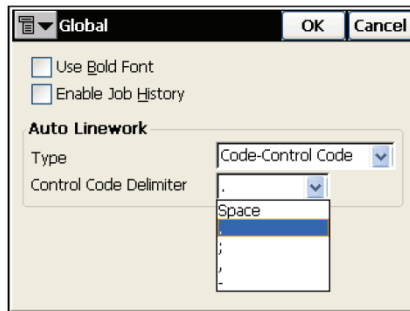 Global OK Cancel
Use Bold Font
Enable Job History
Auto Linework
Type Code-Control Code
Control Code Delimiter .
Space
.
;
,
-